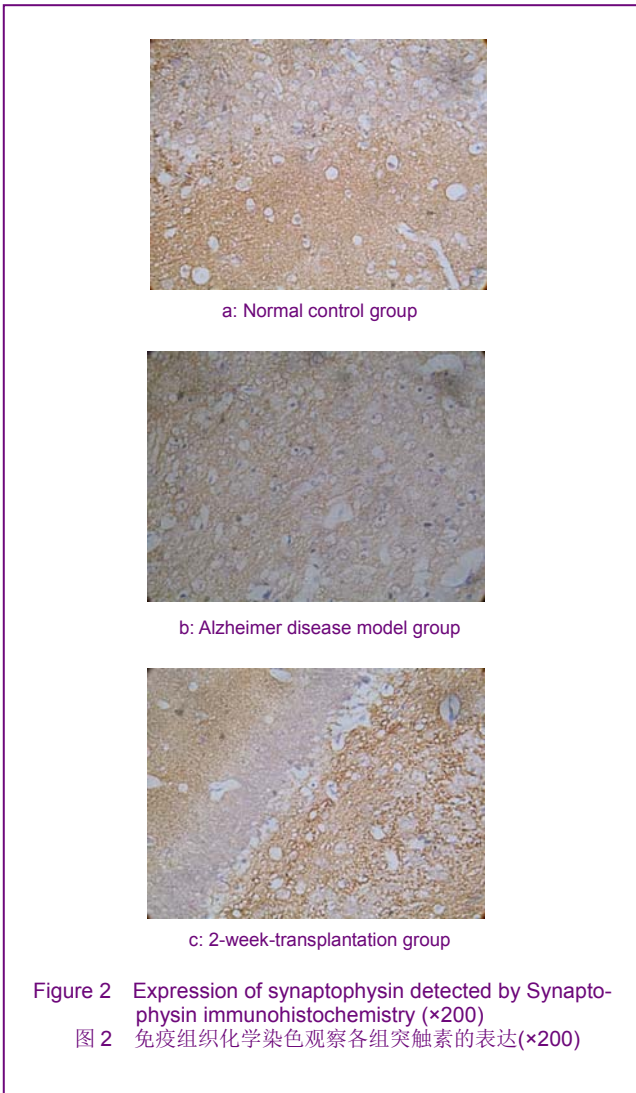 a: Normal control group
b: Alzheimer disease model group
c: 2-week-transplantation group
Figure 2 Expression of synaptophysin detected by Synapto-
physin immunohistochemistry (×200)
图 2 免疫组织化学染色观察各组突触素的表达(×200)